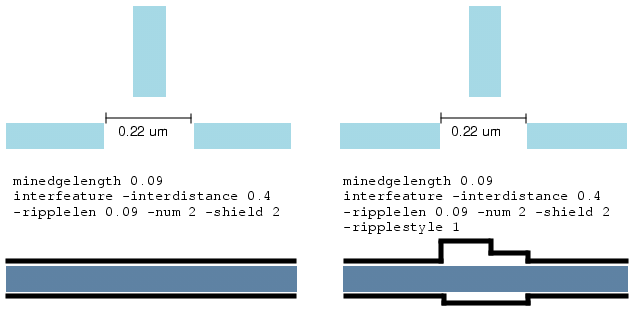 0.22 um
0.22 um
minedgelength 0.09
interfeature -interdistance 0.4
-ripplelen 0.09 -num 2 -shield 2
minedgelength 0.09
interfeature -interdistance 0.4
-ripplelen 0.09 -num 2 -shield 2
-ripplestyle 1